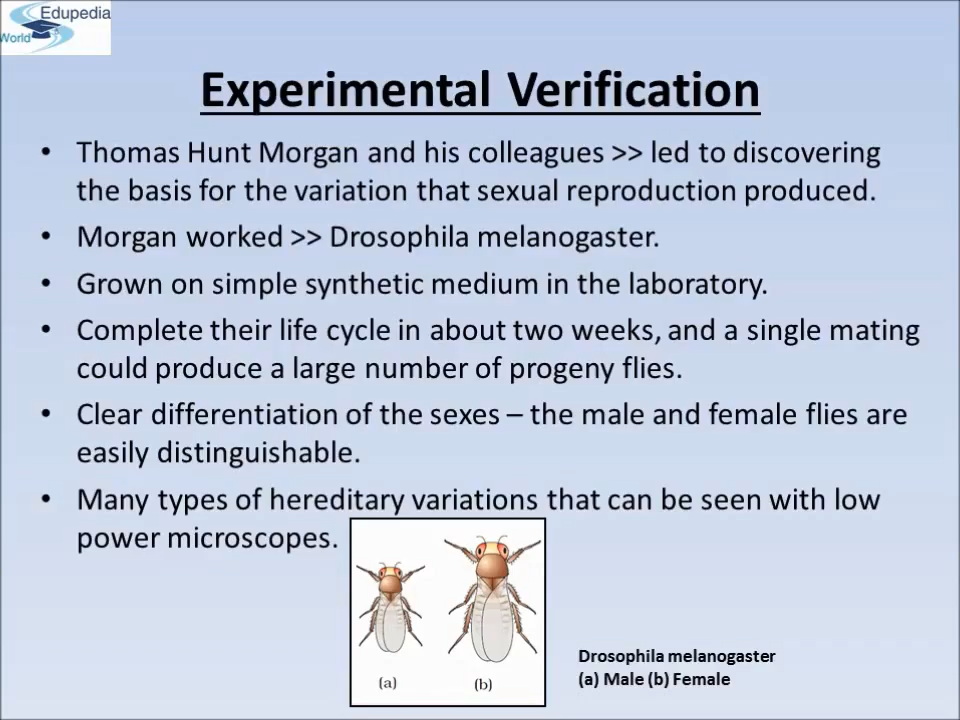 Edupedia
World
Experimental Verification
• Thomas Hunt Morgan and his colleagues >> led to discovering
the basis for the variation that sexual reproduction produced.
• Morgan worked >> Drosophila melanogaster.
• Grown on simple synthetic medium in the laboratory.
• Complete their life cycle in about two weeks, and a single mating
could produce a large number of progeny flies.
• Clear differentiation of the sexes – the male and female flies are
easily distinguishable.
• Many types of hereditary variations that can be seen with low
power microscopes.
(a)
(b)
Drosophila melanogaster
(a) Male (b) Female